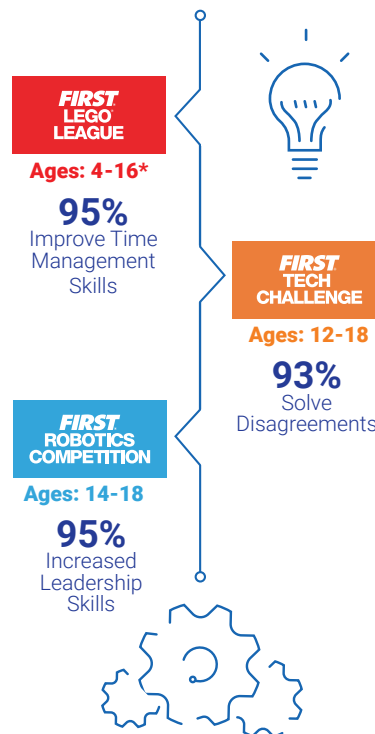 FIRST
LEGO
LEAGUE
Ages: 4-16*
95%
Improve Time
Management
Skills
FIRST
TECH
CHALLENGE
Ages: 12-18
93%
Solve
Disagreements
FIRST
ROBOTICS
COMPETITION
Ages: 14-18
95%
Increased
Leadership
Skills